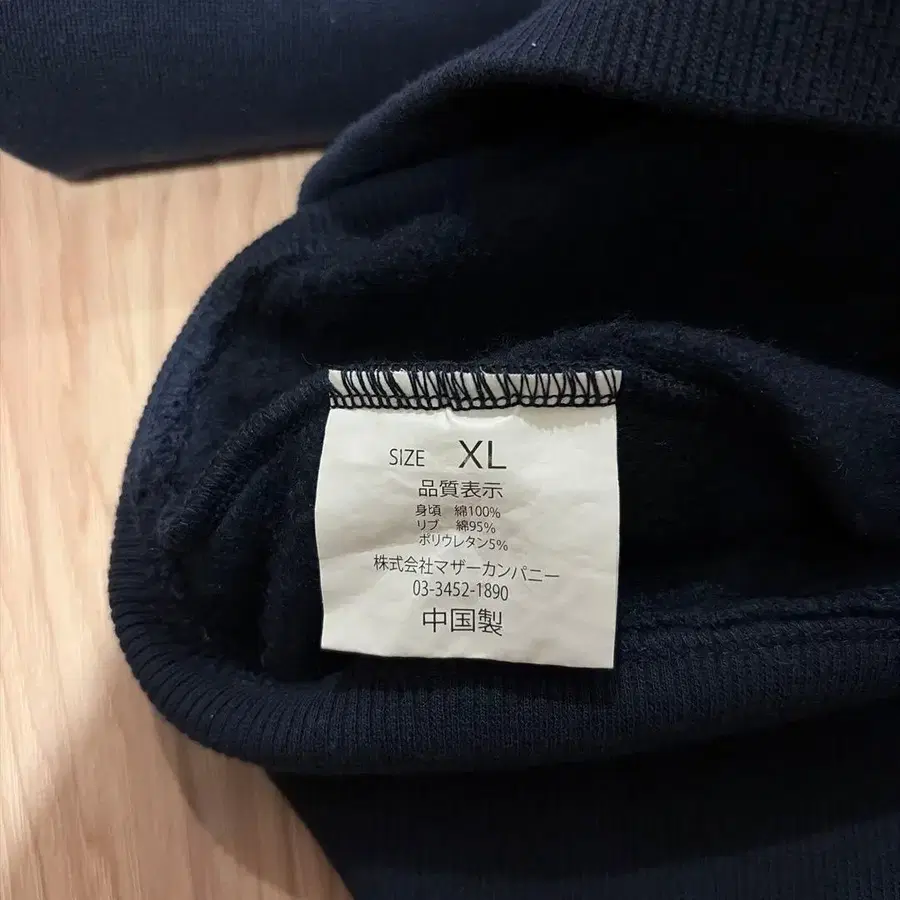 SIZE XL
品質表示
身頃 綿100%
リブ 綿95%
ポリウレタン5%
株式会社マザーカンパニー
03-3452-1890
中国製